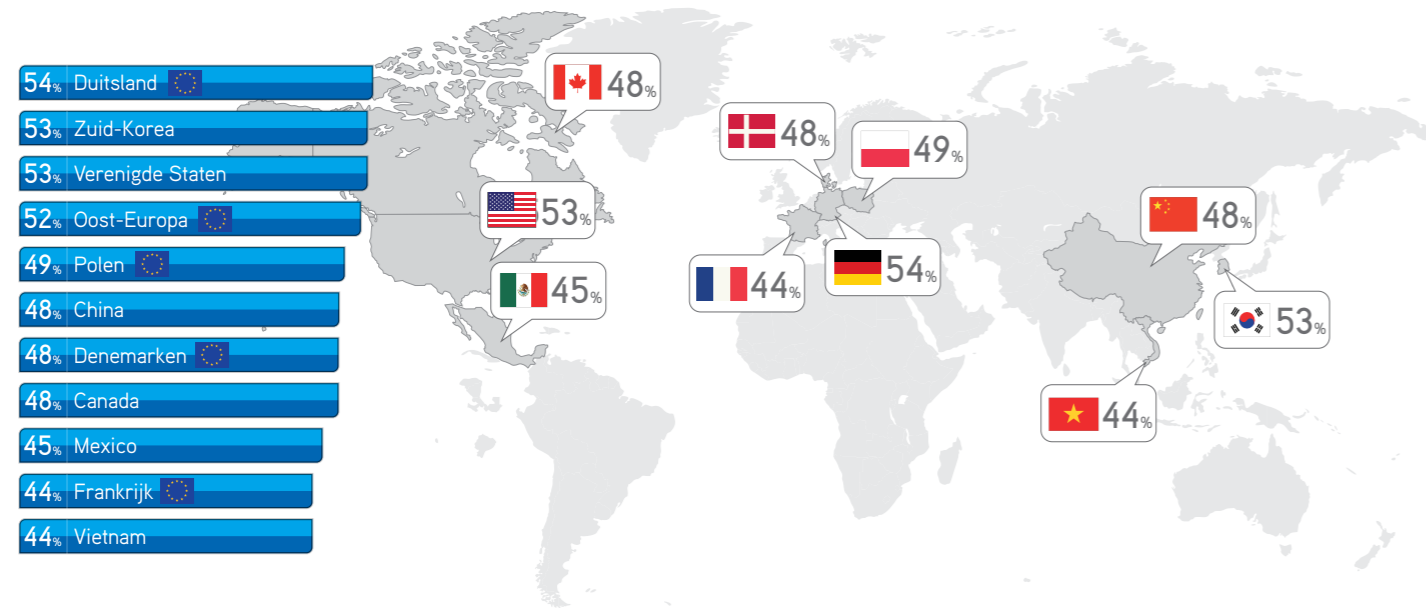 54% Duitsland
53% Zuid-Korea
53% Verenigde Staten
52% Oost-Europa
49% Polen
48% China
48% Denemarken
48% Canada
45% Mexico
44% Frankrijk
44% Vietnam
48%
48%
49%
53%
48%
44%
54%
45%
53%
44%